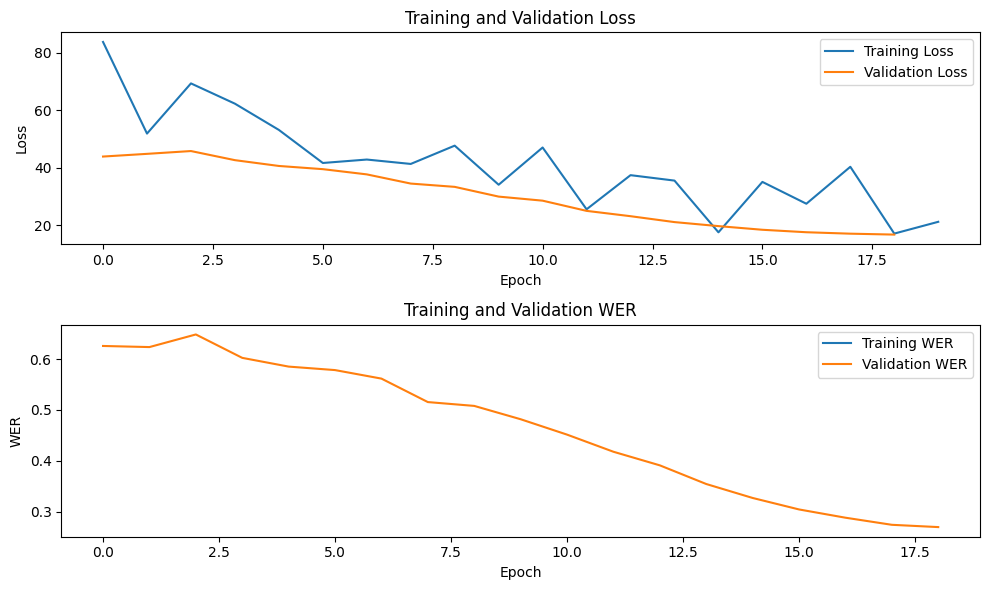 Training and Validation Loss
Training Loss
Validation Loss
Loss
80
60
40
20
0.0 2.5 5.0 7.5 10.0 12.5 15.0 17.5
Epoch
Training and Validation WER
Training WER
Validation WER
WER
0.6
0.5
0.4
0.3
0.0 2.5 5.0 7.5 10.0 12.5 15.0 17.5
Epoch